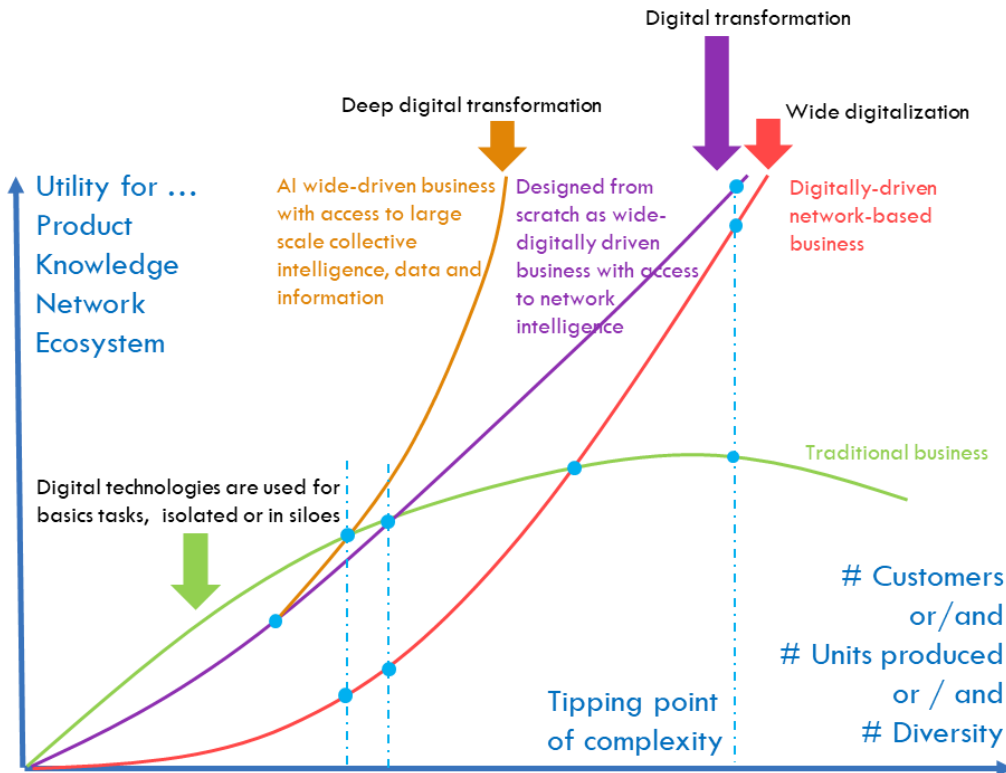 Digital transformation
Deep digital transformation
Wide digitalization
Utility for ...
Product
Knowledge
Network
Ecosystem
AI wide-driven business
with access to large
scale collective
intelligence, data and
information
Designed from
scratch as wide-
digitally driven
business with access
to network
intelligence
Digitally-driven
network-based
business
Traditional business
Digital technologies are used for
basics tasks, isolated or in siloes
# Customers
or/and
# Units produced
or / and
# Diversity
Tipping point
of complexity